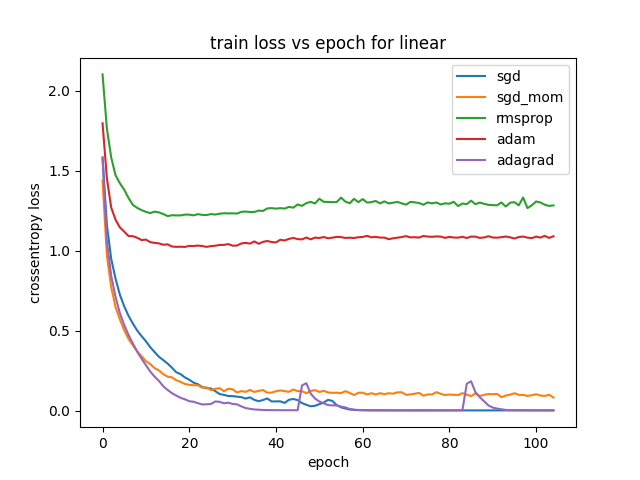 train loss vs epoch for linear
sgd
sgd_mom
rmsprop
adam
adagrad
crossentropy loss
2.0
1.5
1.0
0.5
0.0
0
20
40
60
80
100
epoch